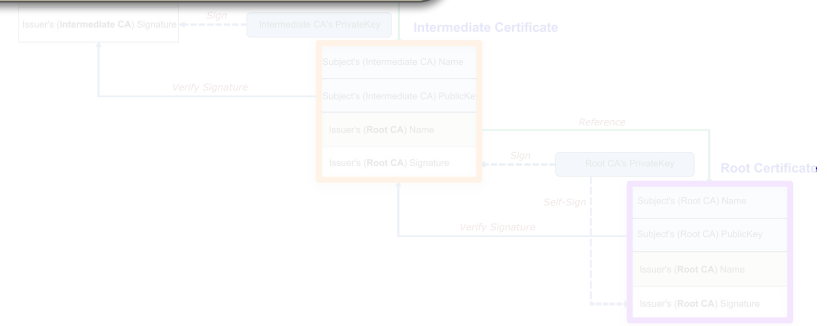 Sign
Issuer's (Intermediate CA) Signature
Intermediate CA's PrivateKey
Intermediate Certificate
Subject's (Intermediate CA) Name
Verify Signature
Subject's (Intermediate CA) PublicKe
Reference
Issuer's (Root CA) Name
Sign
Issuer's (Root CA) Signature
Root CA's PrivateKey
Root Certificate
Self-Sign
Subject's (Root CA) Name
Verify Signature
Subject's (Root CA) PublicKey
Issuer's (Root CA) Name
Issuer's (Root CA) Signature